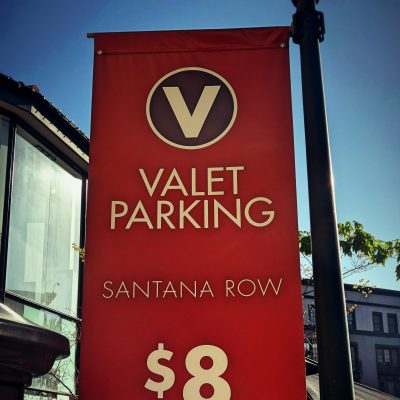 V
VALET
PARKING
SANTANA ROW
$8